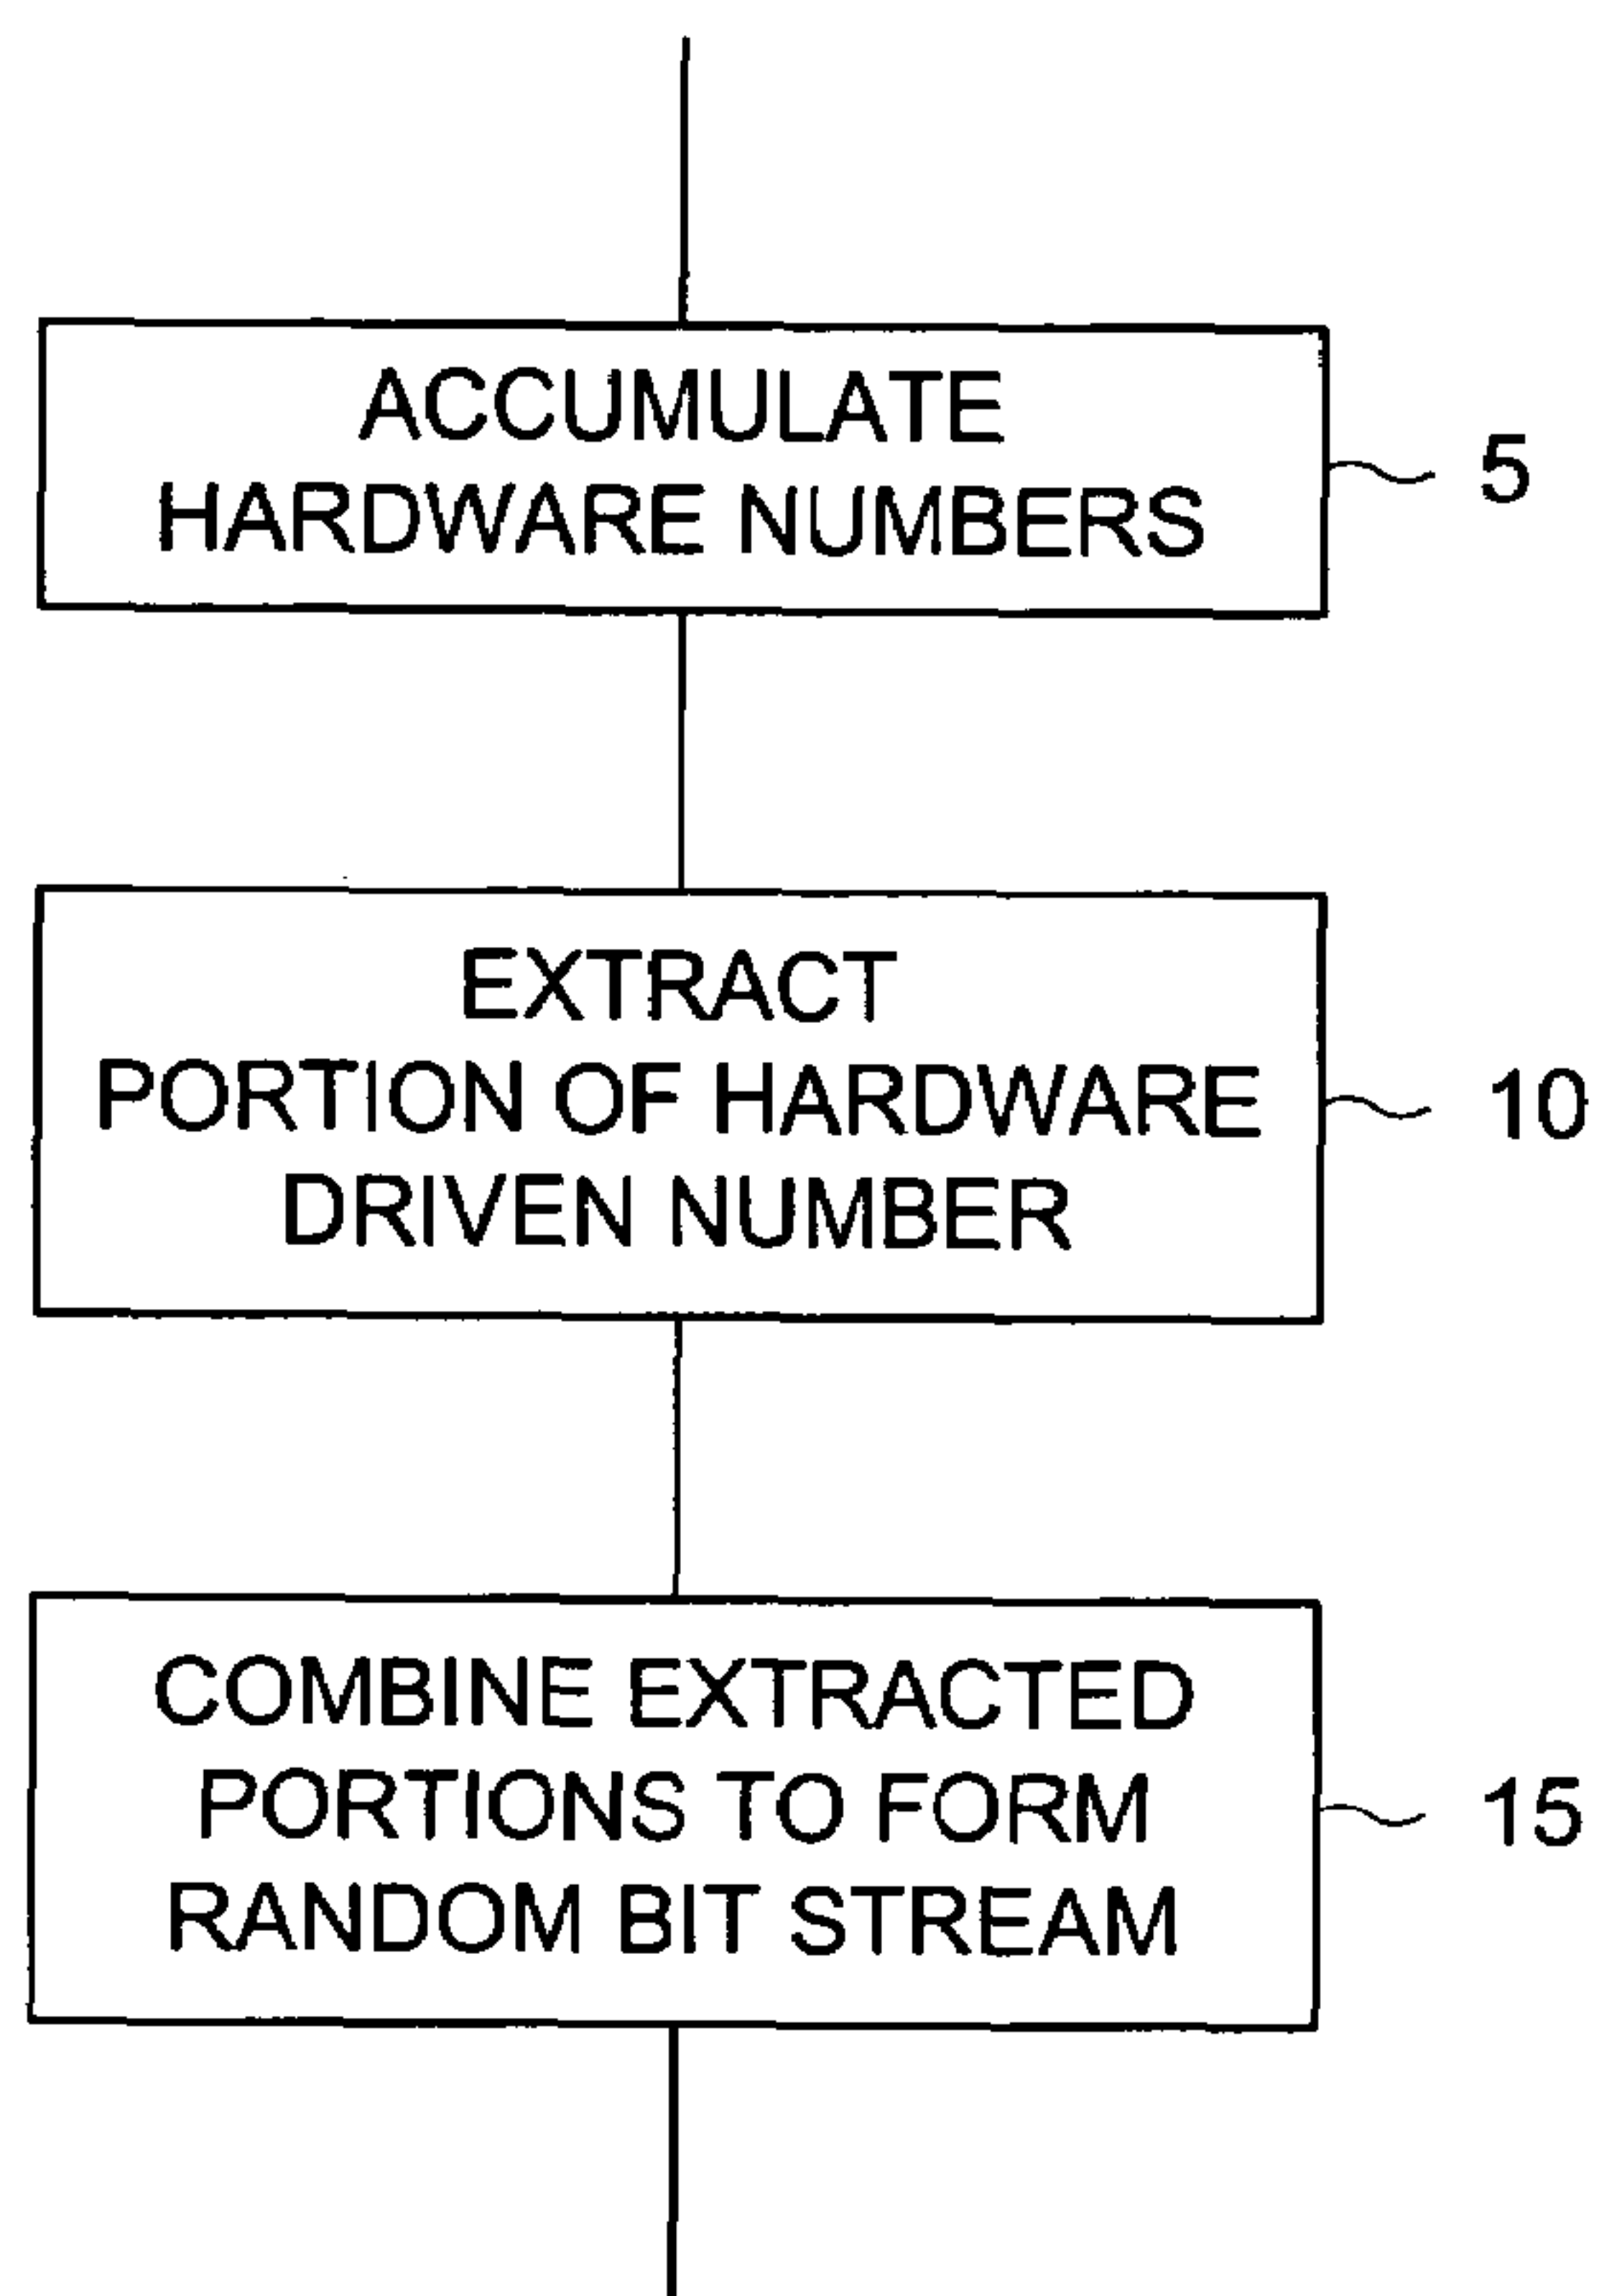 ACCUMULATE
HARDWARE NUMBERS
5
EXTRACT
PORTION OF HARDWARE
DRIVEN NUMBER
10
COMBINE EXTRACTED
PORTIONS TO FORM
RANDOM BIT STREAM
15